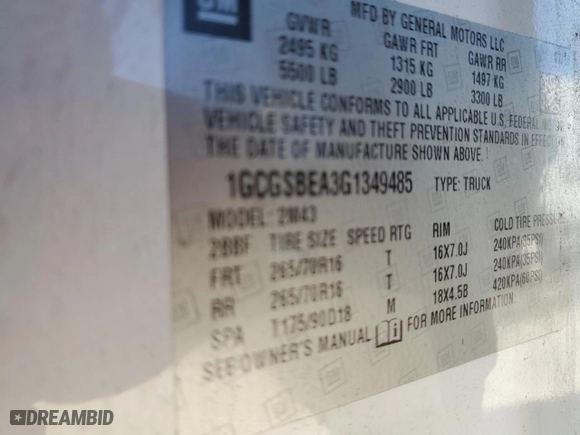 GM
MFD BY GENERAL MOTORS LLC
GVWR GAWR FRT GAWR RR
2495 KG 1315 KG 1497 KG
5500 LB 2900 LB 3300 LB
THIS VEHICLE CONFORMS TO ALL APPLICABLE U.S. FEDERAL
VEHICLE SAFETY AND THEFT PREVENTION STANDARDS IN EFFECT
THE DATE OF MANUFACTURE SHOWN ABOVE.
1GCGSBEA3G1349485 TYPE: TRUCK
MODEL: 2M43
TIRE SIZE SPEED RTG RIM COLD TIRE PRESSU
FRT 265/70R16 T 16X7.0J 240KPA(35PSI)
RR 265/70R16 T 16X7.0J 240KPA(35PSI)
SPA T175/90D18 M 18X4.5B 420KPA(60PSI)
SEE OWNER'S MANUAL FOR MORE INFORMATION
DREAMBID